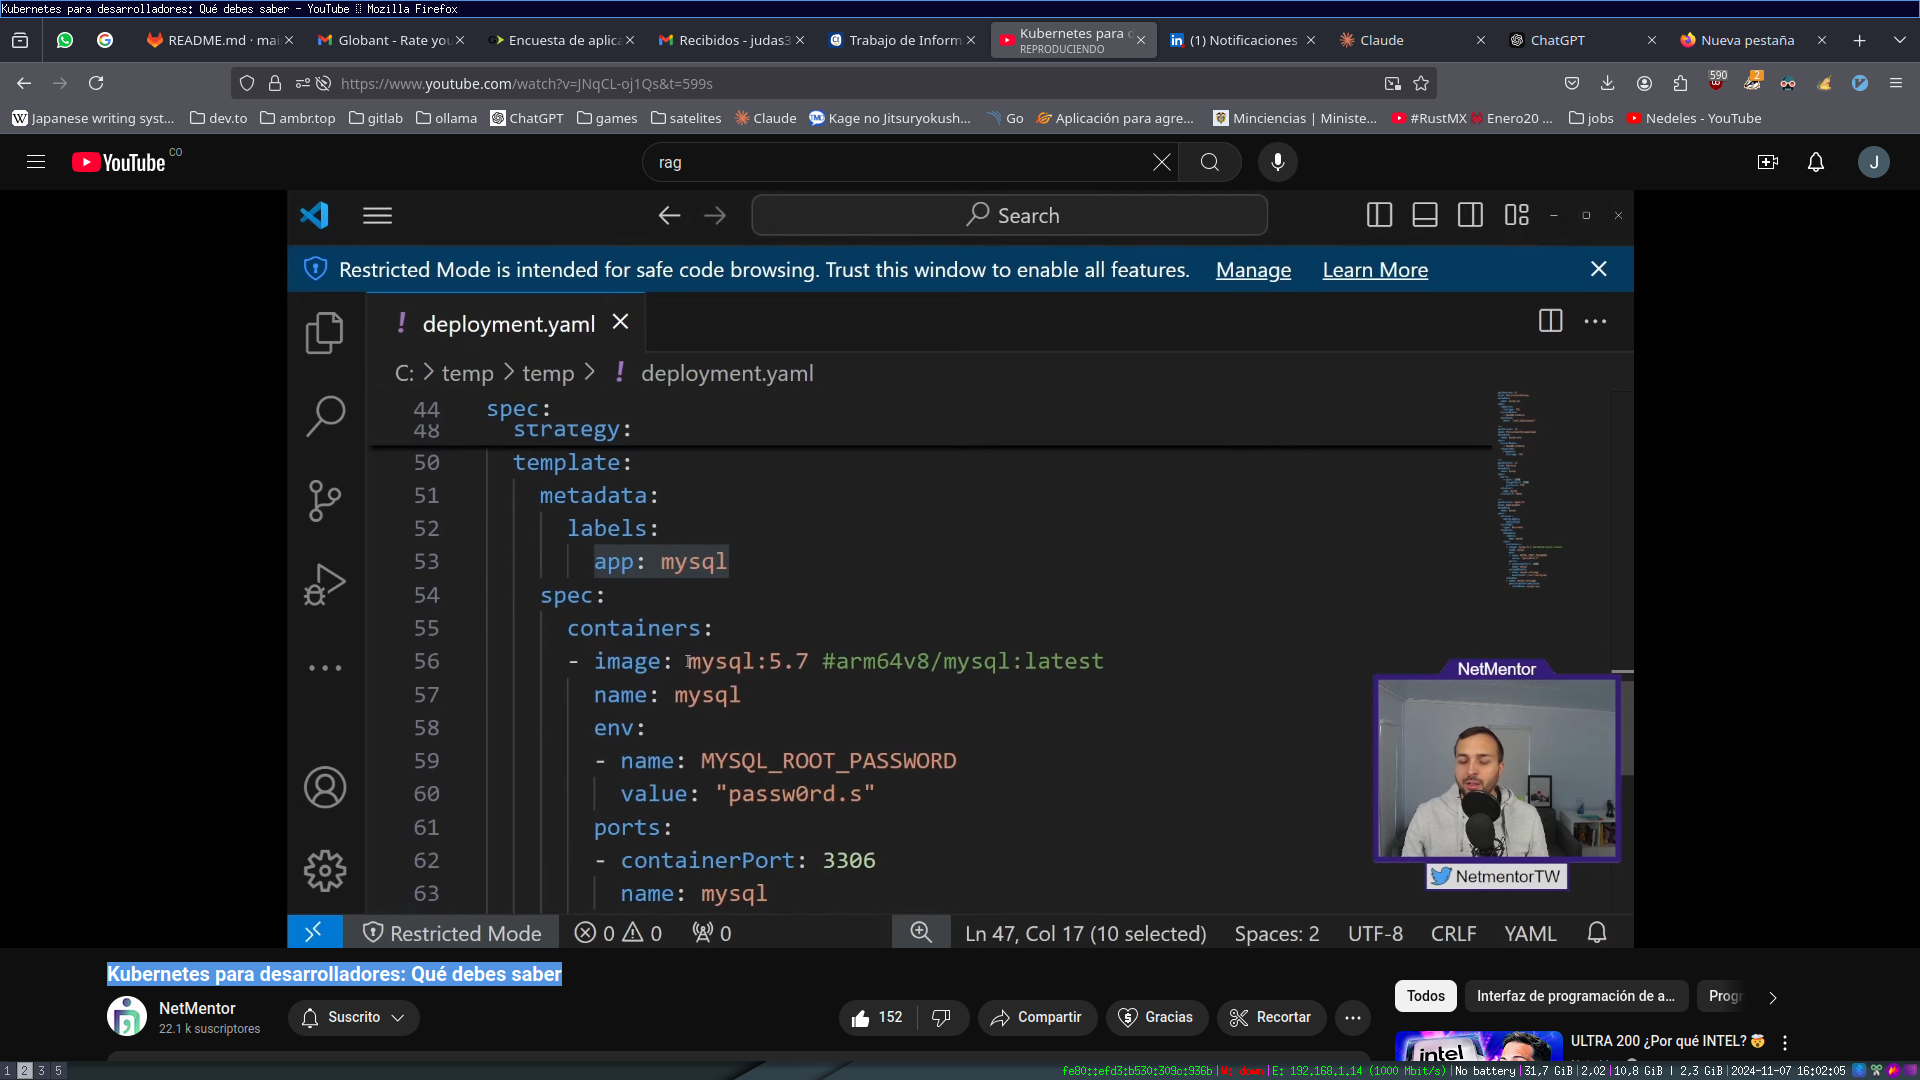 Kubernetes para desarrolladores: Qué debes saber - YouTube Mozilla Firefox
README.md · mai
Globant - Rate you
Encuesta de aplica
Recibidos - judas3
Trabajo de Inform
Kubernetes para d
REPRODUCIENDO
(1) Notificaciones
Claude
ChatGPT
Nueva pestaña
https://www.youtube.com/watch?v=JNqCL-oj1Qs&t=599s
590
2
Japanese writing syst...
dev.to
ambr.top
gitlab
ollama
ChatGPT
games
satelites
Claude
Kage no Jitsuryokush...
Go
Aplicación para agre...
Minciencias | Ministe...
#RustMX Enero20 ...
jobs
Nedeles - YouTube
YouTube CO
rag
J
Search
Restricted Mode is intended for safe code browsing. Trust this window to enable all features. Manage Learn More
! deployment.yaml
C: > temp > temp > ! deployment.yaml
44 spec:
48 strategy:
50 template:
51 metadata:
52 labels:
53 app: mysql
54 spec:
55 containers:
56 - image: mysql:5.7 #arm64v8/mysql:latest
57 name: mysql
58 env:
59 - name: MYSQL_ROOT_PASSWORD
60 value: "passw0rd.s"
61 ports:
62 - containerPort: 3306
63 name: mysql
NetMentor
NetmentorTW
Restricted Mode 0 0 0 Ln 47, Col 17 (10 selected) Spaces: 2 UTF-8 CRLF YAML
Kubernetes para desarrolladores: Qué debes saber
NetMentor
22.1 k suscriptores
Suscrito
152
Compartir
Gracias
Recortar
Todos
Interfaz de programación de a...
Progr
intel
ULTRA 200 ¿Por qué INTEL? 🤯
1 2 3 5
fe80::efd3:b530:309c:936b|W: down|E: 192.168.1.14 (1000 Mbit/s)|No battery|31,7 GiB|2,02|10,8 GiB | 2,3 GiB|2024-11-07 16:02:05